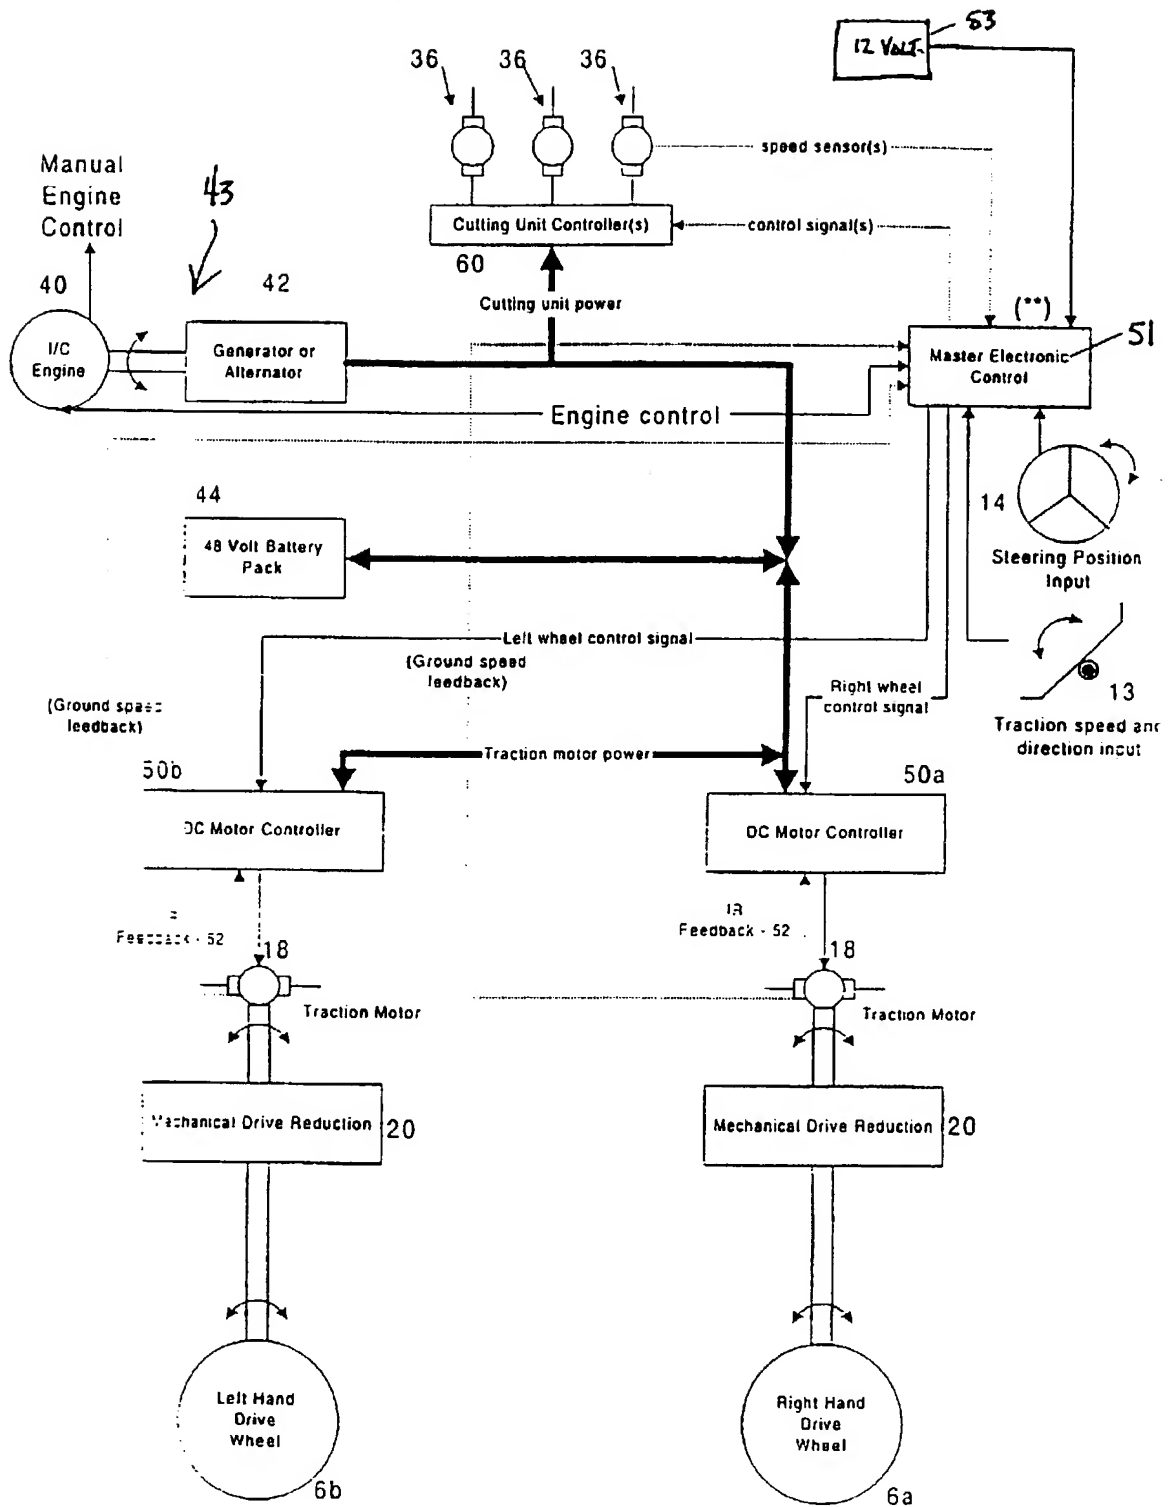 53
12 VOLT
36 36 36
speed sensor(s)
Manual
Engine
Control
43
Cutting Unit Controller(s)
control signal(s)
60
40
42
Cutting unit power
(**)
51
I/C
Engine
Generator or
Alternator
Master Electronic
Control
Engine control
44
14
48 Volt Battery
Pack
Steering Position
Input
Left wheel control signal
(Ground speed
feedback)
Right wheel
control signal
13
(Ground speed
feedback)
Traction speed and
direction input
Traction motor power
50b
50a
DC Motor Controller
DC Motor Controller
IR
Feedback - 52
Feedback - 52
18
18
Traction Motor
Traction Motor
Mechanical Drive Reduction
20
Mechanical Drive Reduction
20
Left Hand
Drive
Wheel
Right Hand
Drive
Wheel
6b
6a